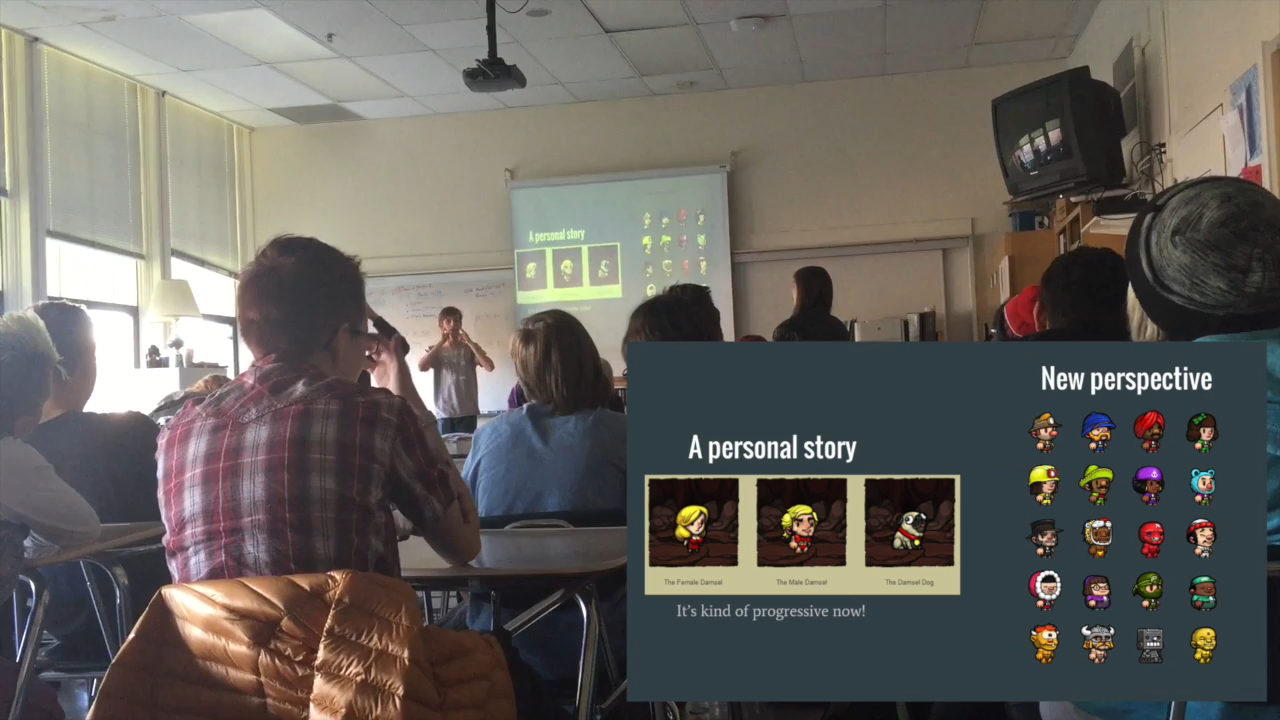 A personal story
New perspective
A personal story
The Female Damsel
The Male Damsel
The Damsel Dog
It's kind of progressive now!